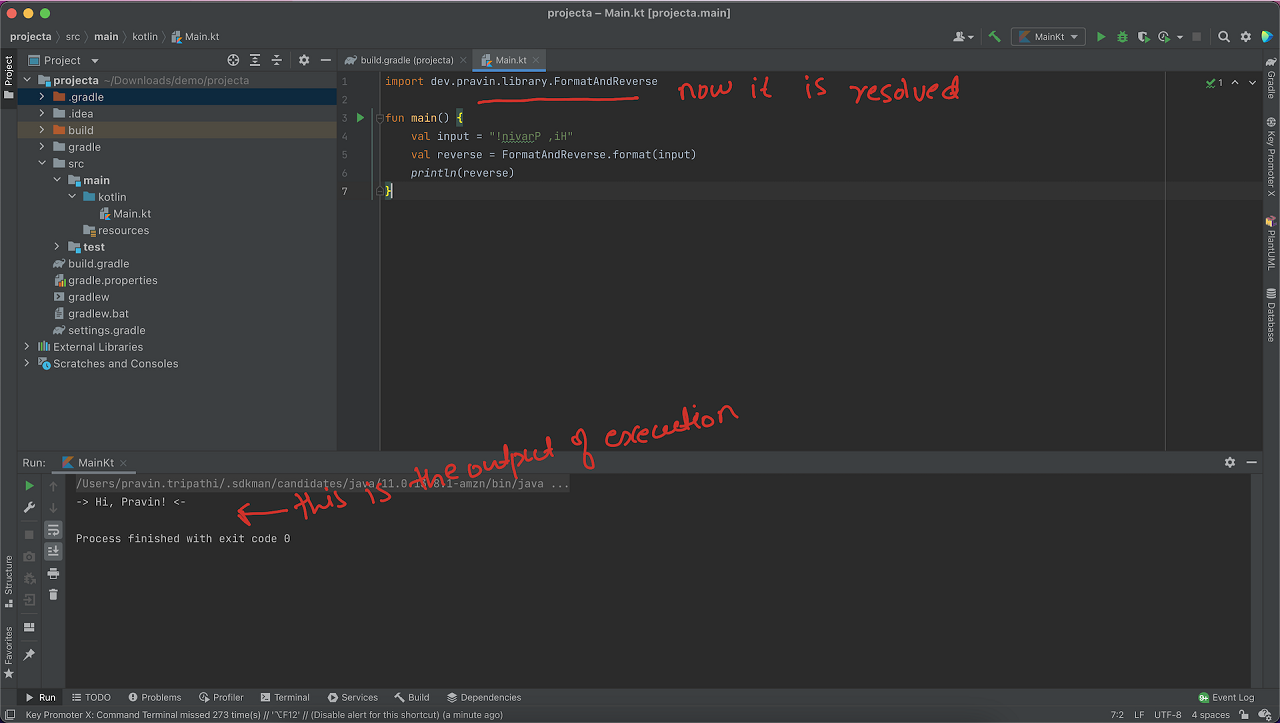 projecta – Main.kt [projecta.main]
projecta src main kotlin Main.kt
MainKt
Project
build.gradle (projecta)
Main.kt
projecta ~/Downloads/demo/projecta
.gradle
.idea
build
gradle
src
main
kotlin
Main.kt
resources
test
build.gradle
gradle.properties
gradlew
gradlew.bat
settings.gradle
External Libraries
Scratches and Consoles
1 import dev.pravin.library.FormatAndReverse
now it is resolved
2
3 fun main() {
4 val input = "!nivarP ,iH"
5 val reverse = FormatAndReverse.format(input)
6 println(reverse)
7 }
1
Project
Structure
Favorites
Gradle
Key Promoter X
PlantUML
Database
this is the output of execution
Run: MainKt
/Users/pravin.tripathi/.sdkman/candidates/java/11.0.
1-amzn/bin/java ...
-> Hi, Pravin! <-
Process finished with exit code 0
Run TODO Problems Profiler Terminal Services Build Dependencies
Event Log
Key Promoter X: Command Terminal missed 273 time(s) // '⌥F12' // (Disable alert for this shortcut) (a minute ago)
7:2 LF UTF-8 4 spaces